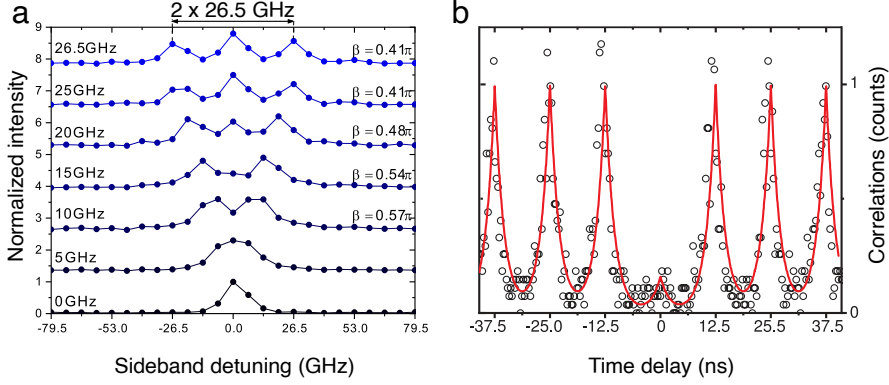 a
2 x 26.5 GHz
9
8
7
6
5
4
3
2
1
0
Normalized intensity
26.5GHz
β = 0.41π
25GHz
β = 0.41π
20GHz
β = 0.48π
15GHz
β = 0.54π
10GHz
β = 0.57π
5GHz
0GHz
-79.5 -53.0 -26.5 0.0 26.5 53.0 79.5
Sideband detuning (GHz)
b
1
0
Correlations (counts)
-37.5 -25.0 -12.5 0 12.5 25.5 37.5
Time delay (ns)